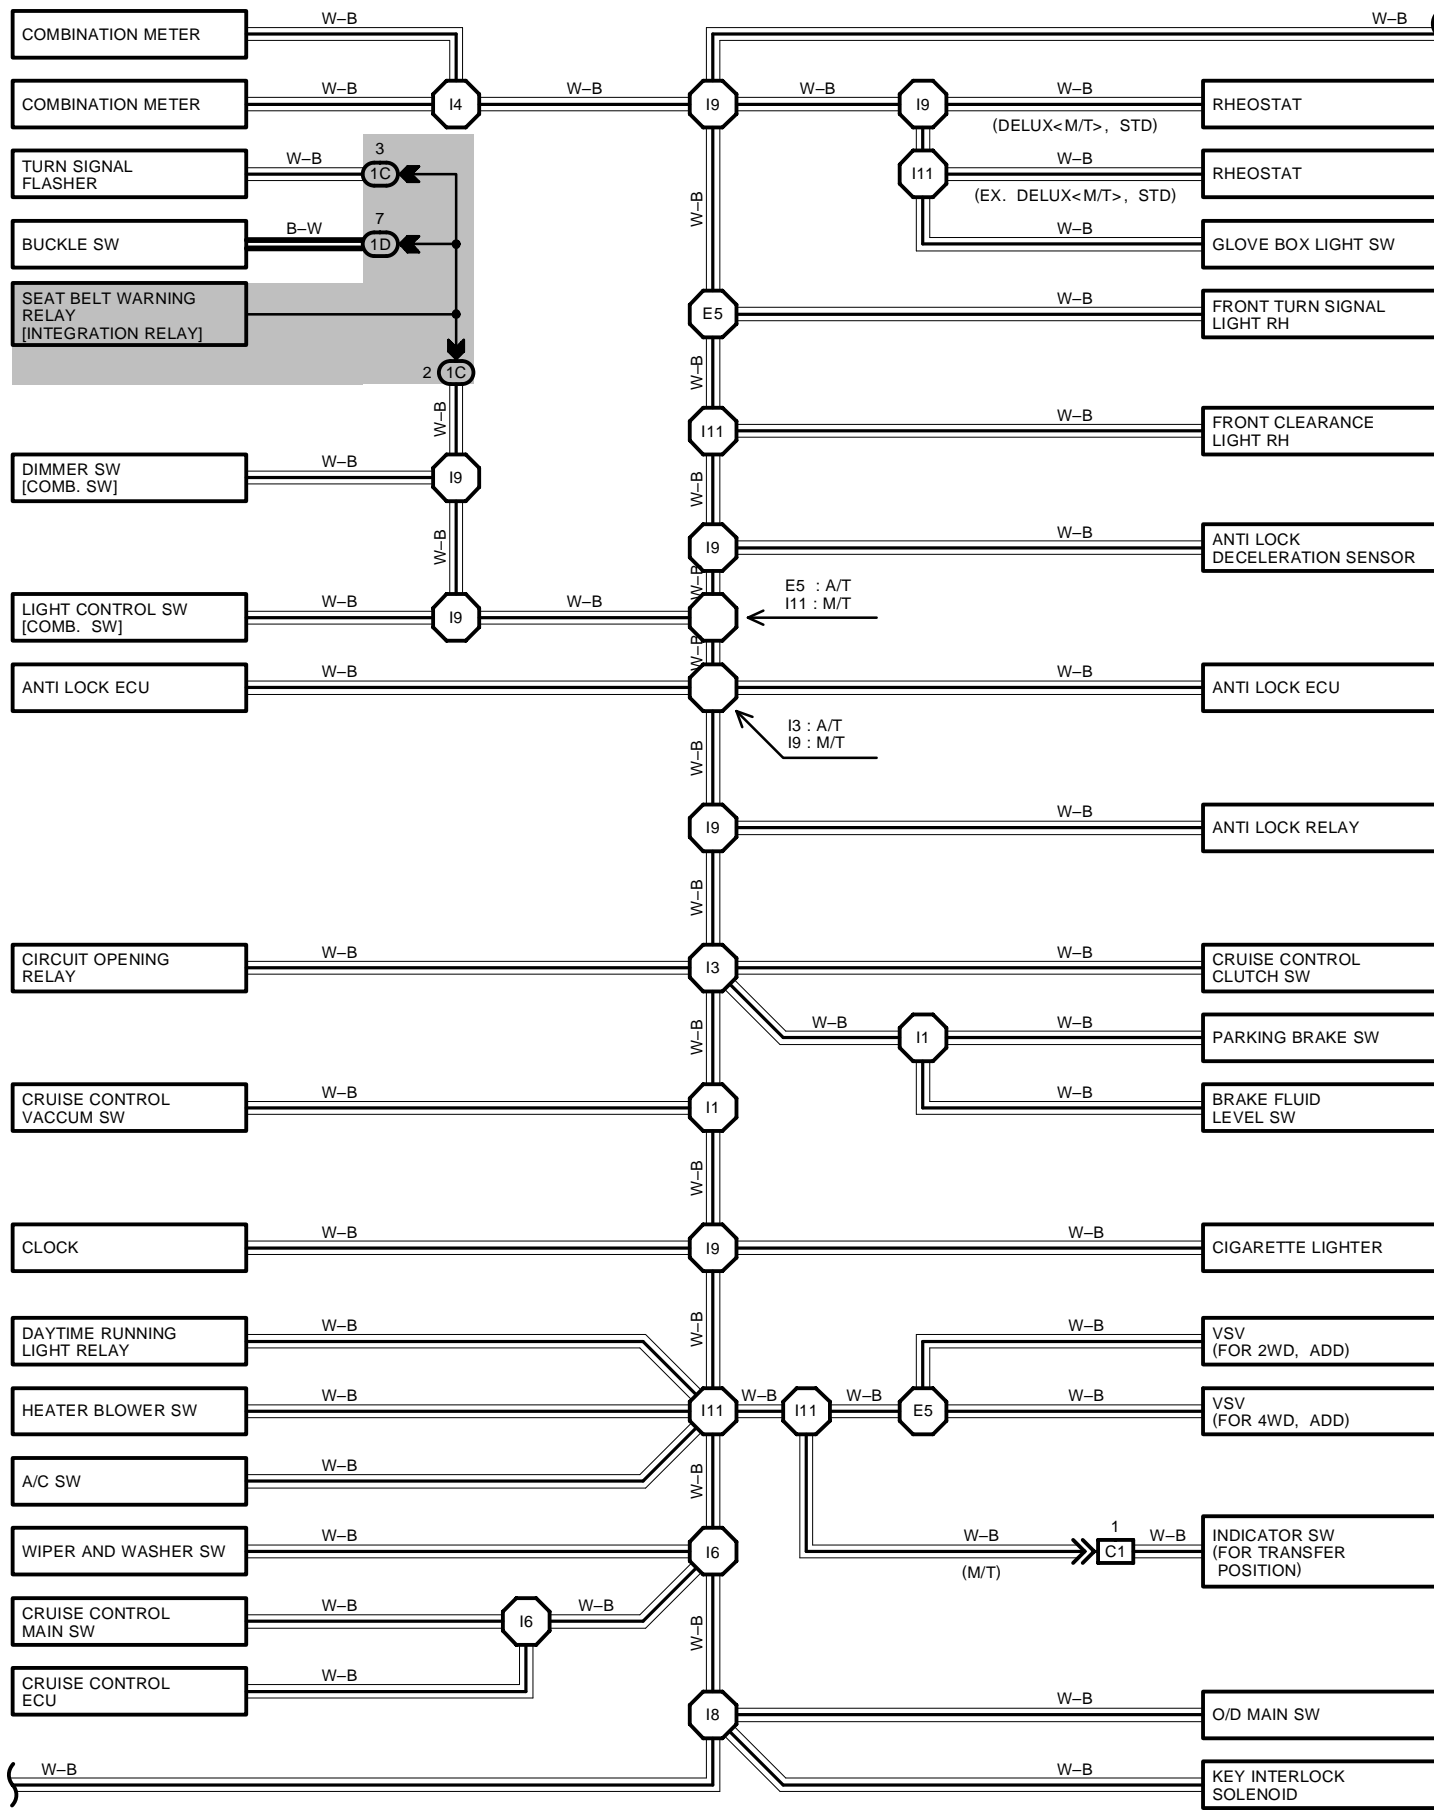 W–B
W–B
COMBINATION METER
W–B
W–B
W–B
W–B
COMBINATION METER
I4
I9
I9
RHEOSTAT
(DELUX<M/T>, STD)
3
W–B
W–B
TURN SIGNAL
FLASHER
1C
I11
RHEOSTAT
(EX. DELUX<M/T>, STD)
W–B
7
B–W
W–B
BUCKLE SW
1D
GLOVE BOX LIGHT SW
SEAT BELT WARNING
RELAY
[INTEGRATION RELAY]
E5
FRONT TURN SIGNAL
LIGHT RH
2
1C
W–B
W–B
W–B
I11
FRONT CLEARANCE
LIGHT RH
W–B
DIMMER SW
[COMB. SW]
I9
W–B
W–B
W–B
I9
ANTI LOCK
DECELERATION SENSOR
W–B
E5 : A/T
I11 : M/T
W–B
W–B
LIGHT CONTROL SW
[COMB. SW]
I9
W–B
W–B
W–B
ANTI LOCK ECU
ANTI LOCK ECU
I3 : A/T
I9 : M/T
W–B
W–B
I9
ANTI LOCK RELAY
W–B
W–B
W–B
CIRCUIT OPENING
RELAY
I3
CRUISE CONTROL
CLUTCH SW
W–B
W–B
W–B
I1
PARKING BRAKE SW
W–B
W–B
CRUISE CONTROL
VACCUM SW
I1
BRAKE FLUID
LEVEL SW
W–B
W–B
W–B
CLOCK
I9
CIGARETTE LIGHTER
W–B
W–B
W–B
DAYTIME RUNNING
LIGHT RELAY
VSV
(FOR 2WD, ADD)
W–B
W–B
W–B
W–B
HEATER BLOWER SW
I11
I11
E5
VSV
(FOR 4WD, ADD)
W–B
W–B
A/C SW
W–B
W–B
1
W–B
WIPER AND WASHER SW
I6
C1
INDICATOR SW
(FOR TRANSFER
POSITION)
(M/T)
W–B
W–B
W–B
CRUISE CONTROL
MAIN SW
I6
W–B
CRUISE CONTROL
ECU
W–B
I8
O/D MAIN SW
W–B
W–B
KEY INTERLOCK
SOLENOID